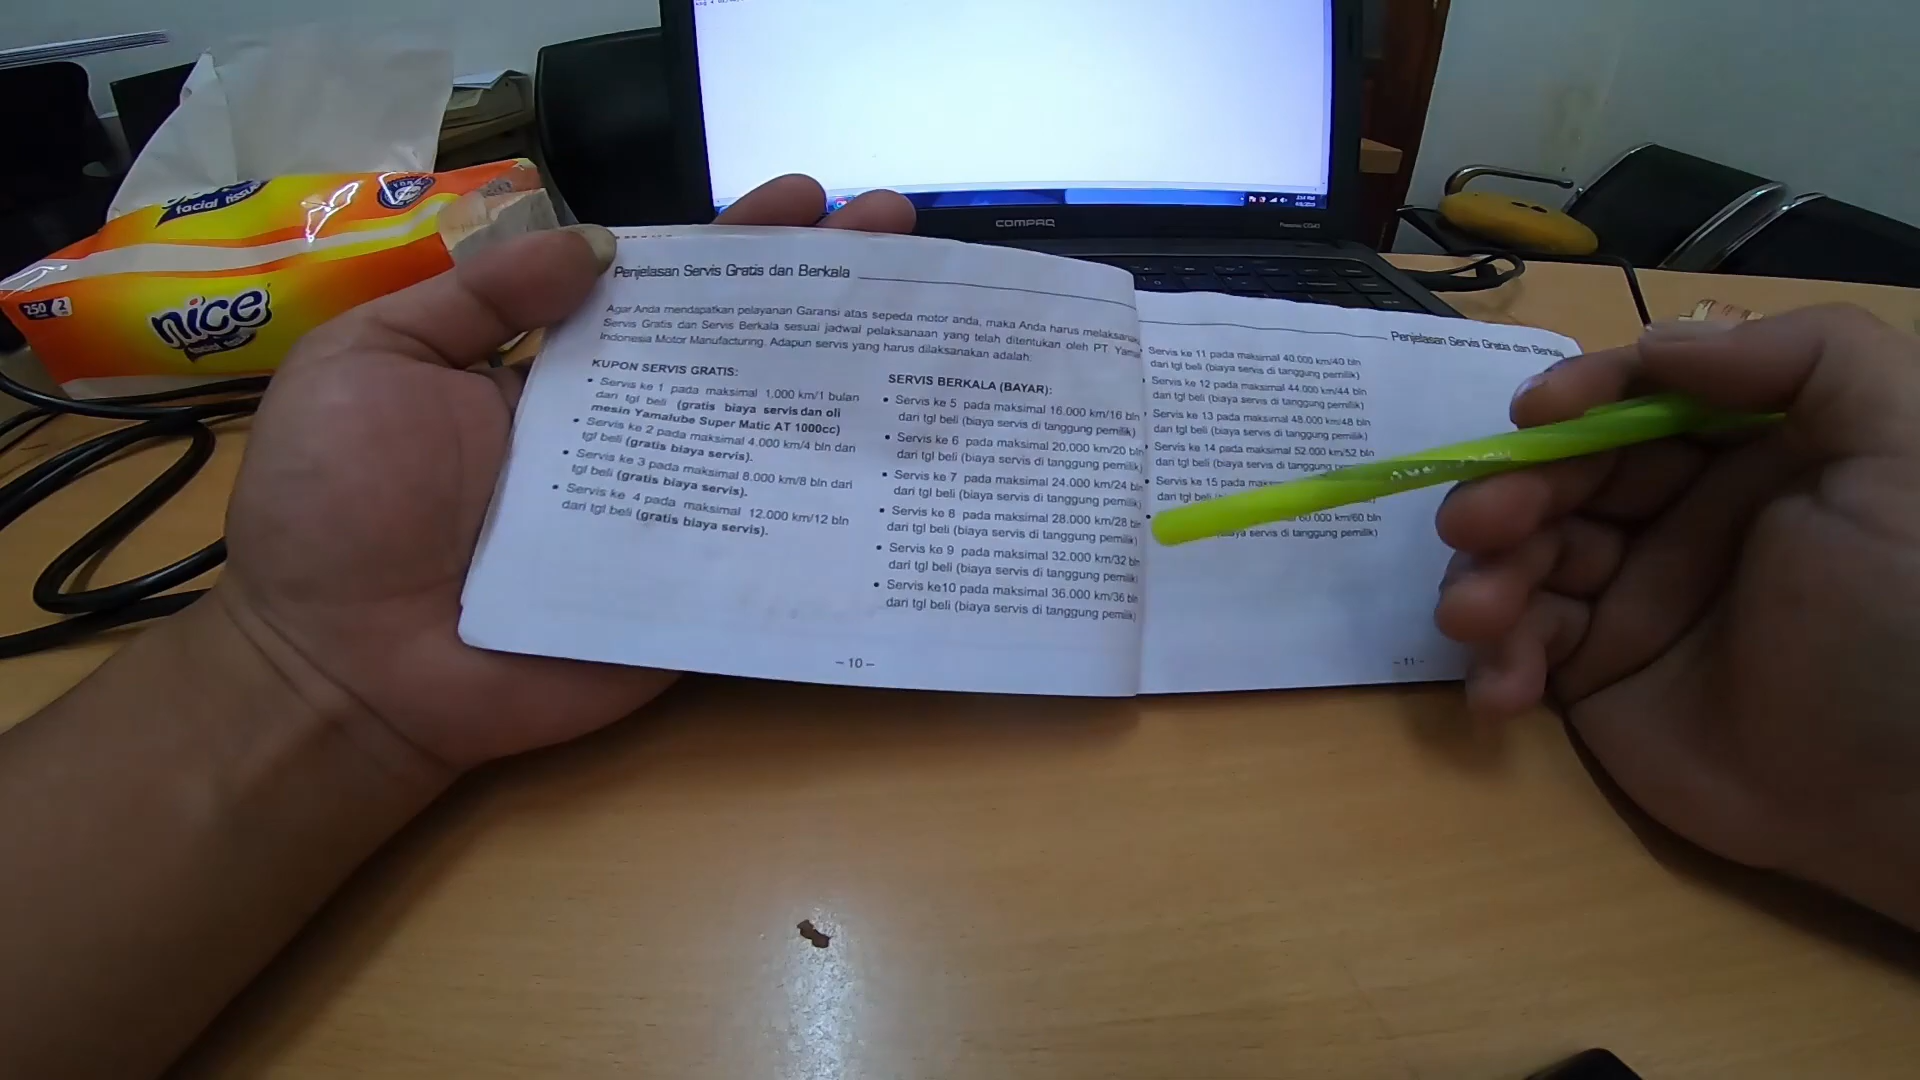 facial tissue
250
2
nice
COMPAQ
Penjelasan Servis Gratis dan Berkala
Agar Anda mendapatkan pelayanan Garansi atas sepeda motor anda, maka Anda harus melaksana
Servis Gratis dan Servis Berkala sesuai jadwal pelaksanaan yang telah ditentukan oleh PT. Yama
Indonesia Motor Manufacturing. Adapun servis yang harus dilaksanakan adalah:
KUPON SERVIS GRATIS:
• Servis ke 1 pada maksimal 1.000 km/1 bulan
dari tgl beli (gratis biaya servis dan oli
mesin Yamalube Super Matic AT 1000cc)
• Servis ke 2 pada maksimal 4.000 km/4 bln dari
tgl beli (gratis biaya servis).
• Servis ke 3 pada maksimal 8.000 km/8 bln dari
tgl beli (gratis biaya servis).
• Servis ke 4 pada maksimal 12.000 km/12 bln
dari tgl beli (gratis biaya servis).
SERVIS BERKALA (BAYAR):
• Servis ke 5 pada maksimal 16.000 km/16 bln
dari tgl beli (biaya servis di tanggung pemilik)
• Servis ke 6 pada maksimal 20.000 km/20 bln
dari tgl beli (biaya servis di tanggung pemilik)
• Servis ke 7 pada maksimal 24.000 km/24 bln
dari tgl beli (biaya servis di tanggung pemilik)
• Servis ke 8 pada maksimal 28.000 km/28 bln
dari tgl beli (biaya servis di tanggung pemilik)
• Servis ke 9 pada maksimal 32.000 km/32 bln
dari tgl beli (biaya servis di tanggung pemilik)
• Servis ke10 pada maksimal 36.000 km/36 bln
dari tgl beli (biaya servis di tanggung pemilik)
– 10 –
Penjelasan Servis Gratis dan Berkala
• Servis ke 11 pada maksimal 40.000 km/40 bln
dari tgl beli (biaya servis di tanggung pemilik)
• Servis ke 12 pada maksimal 44.000 km/44 bln
dari tgl beli (biaya servis di tanggung pemilik)
• Servis ke 13 pada maksimal 48.000 km/48 bln
dari tgl beli (biaya servis di tanggung pemilik)
• Servis ke 14 pada maksimal 52.000 km/52 bln
dari tgl beli (biaya servis di tanggung
• Servis ke 15 pada
dari tgl beli
60.000 km/60 bln
servis di tanggung pemilik)
– 11 –